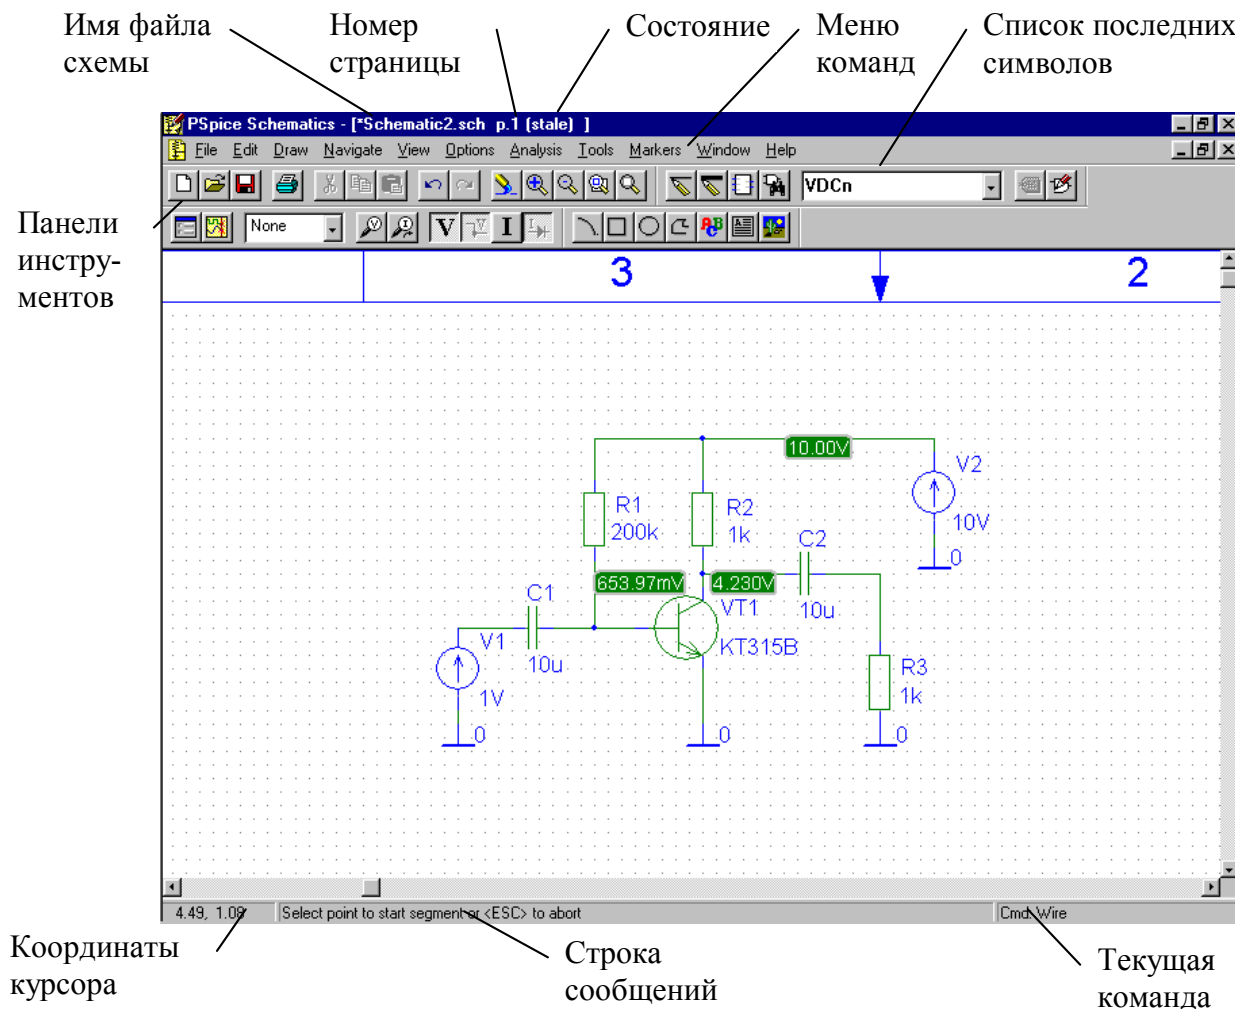 Имя файла
схемы
Номер
страницы
Состояние
Меню
команд
Список последних
символов
PSpice Schematics - [*Schematic2.sch p.1 (stale) ]
File Edit Draw Navigate View Options Analysis Tools Markers Window Help
VDCn
Панели
инстру-
ментов
None
V V I I
ABC
3
2
10.00V
V2
10V
0
R1
200k
R2
1k
C2
10u
653.97mV
4.230V
C1
10u
VT1
KT315B
V1
1V
0
0
R3
1k
0
4.49, 1.08
Select point to start segment or <ESC> to abort
Cmd: Wire
Координаты
курсора
Строка
сообщений
Текущая
команда